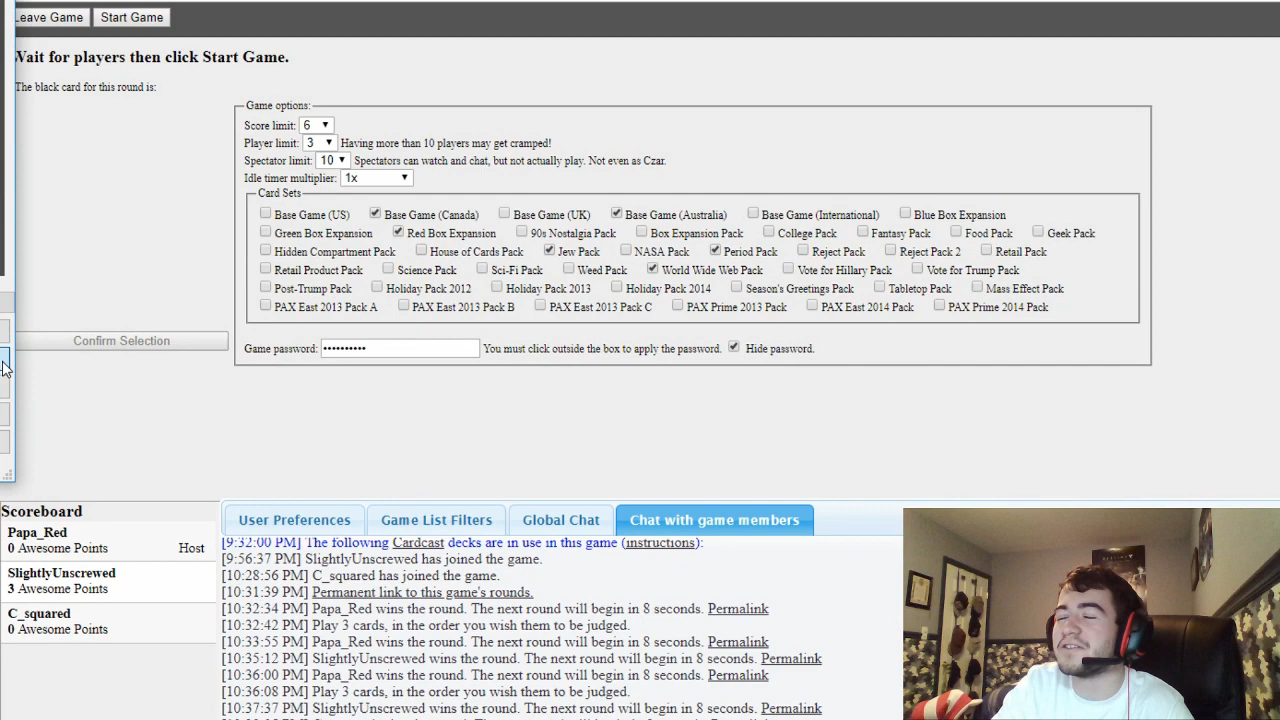 Leave Game Start Game
Wait for players then click Start Game.
The black card for this round is:
Game options:
Score limit: 6
Player limit: 3 Having more than 10 players may get cramped!
Spectator limit: 10 Spectators can watch and chat, but not actually play. Not even as Czar.
Idle timer multiplier: 1x
Card Sets
Base Game (US) Base Game (Canada) Base Game (UK) Base Game (Australia) Base Game (International) Blue Box Expansion
Green Box Expansion Red Box Expansion 90s Nostalgia Pack Box Expansion Pack College Pack Fantasy Pack Food Pack Geek Pack
Hidden Compartment Pack House of Cards Pack Jew Pack NASA Pack Period Pack Reject Pack Reject Pack 2 Retail Pack
Retail Product Pack Science Pack Sci-Fi Pack Weed Pack World Wide Web Pack Vote for Hillary Pack Vote for Trump Pack
Post-Trump Pack Holiday Pack 2012 Holiday Pack 2013 Holiday Pack 2014 Season's Greetings Pack Tabletop Pack Mass Effect Pack
PAX East 2013 Pack A PAX East 2013 Pack B PAX East 2013 Pack C PAX Prime 2013 Pack PAX East 2014 Pack PAX Prime 2014 Pack
Confirm Selection
Game password: •••••••••• You must click outside the box to apply the password. Hide password.
Scoreboard
Papa_Red
0 Awesome Points Host
SlightlyUnscrewed
3 Awesome Points
C_squared
0 Awesome Points
User Preferences Game List Filters Global Chat Chat with game members
[9:32:00 PM] The following Cardcast decks are in use in this game (instructions):
[9:56:37 PM] SlightlyUnscrewed has joined the game.
[10:28:56 PM] C_squared has joined the game.
[10:31:39 PM] Permanent link to this game's rounds.
[10:32:34 PM] Papa_Red wins the round. The next round will begin in 8 seconds. Permalink
[10:32:42 PM] Play 3 cards, in the order you wish them to be judged.
[10:33:55 PM] Papa_Red wins the round. The next round will begin in 8 seconds. Permalink
[10:35:12 PM] SlightlyUnscrewed wins the round. The next round will begin in 8 seconds. Permalink
[10:36:00 PM] Papa_Red wins the round. The next round will begin in 8 seconds. Permalink
[10:36:08 PM] Play 3 cards, in the order you wish them to be judged.
[10:37:37 PM] SlightlyUnscrewed wins the round. The next round will begin in 8 seconds. Permalink